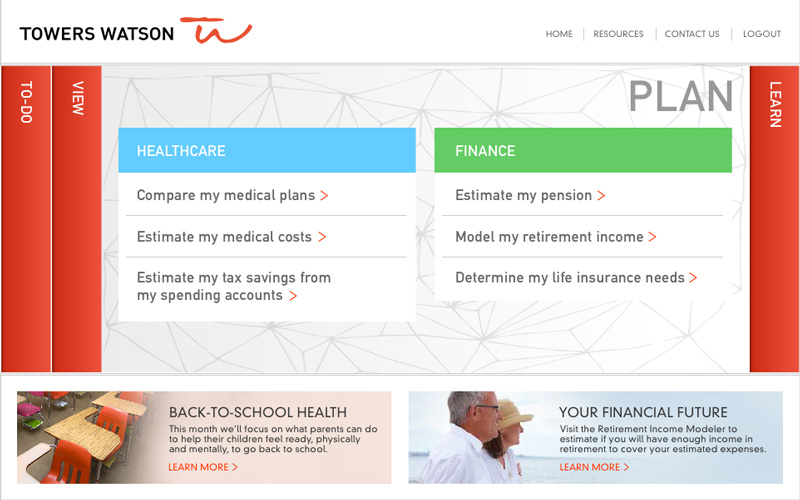 TOWERS WATSON
HOME
RESOURCES
CONTACT US
LOGOUT
TO-DO
VIEW
PLAN
LEARN
HEALTHCARE
Compare my medical plans >
Estimate my medical costs >
Estimate my tax savings from
my spending accounts >
FINANCE
Estimate my pension >
Model my retirement income >
Determine my life insurance needs >
BACK-TO-SCHOOL HEALTH
This month we'll focus on what parents can do
to help their children feel ready, physically
and mentally, to go back to school.
LEARN MORE >
YOUR FINANCIAL FUTURE
Visit the Retirement Income Modeler to
estimate if you will have enough income in
retirement to cover your estimated expenses.
LEARN MORE >